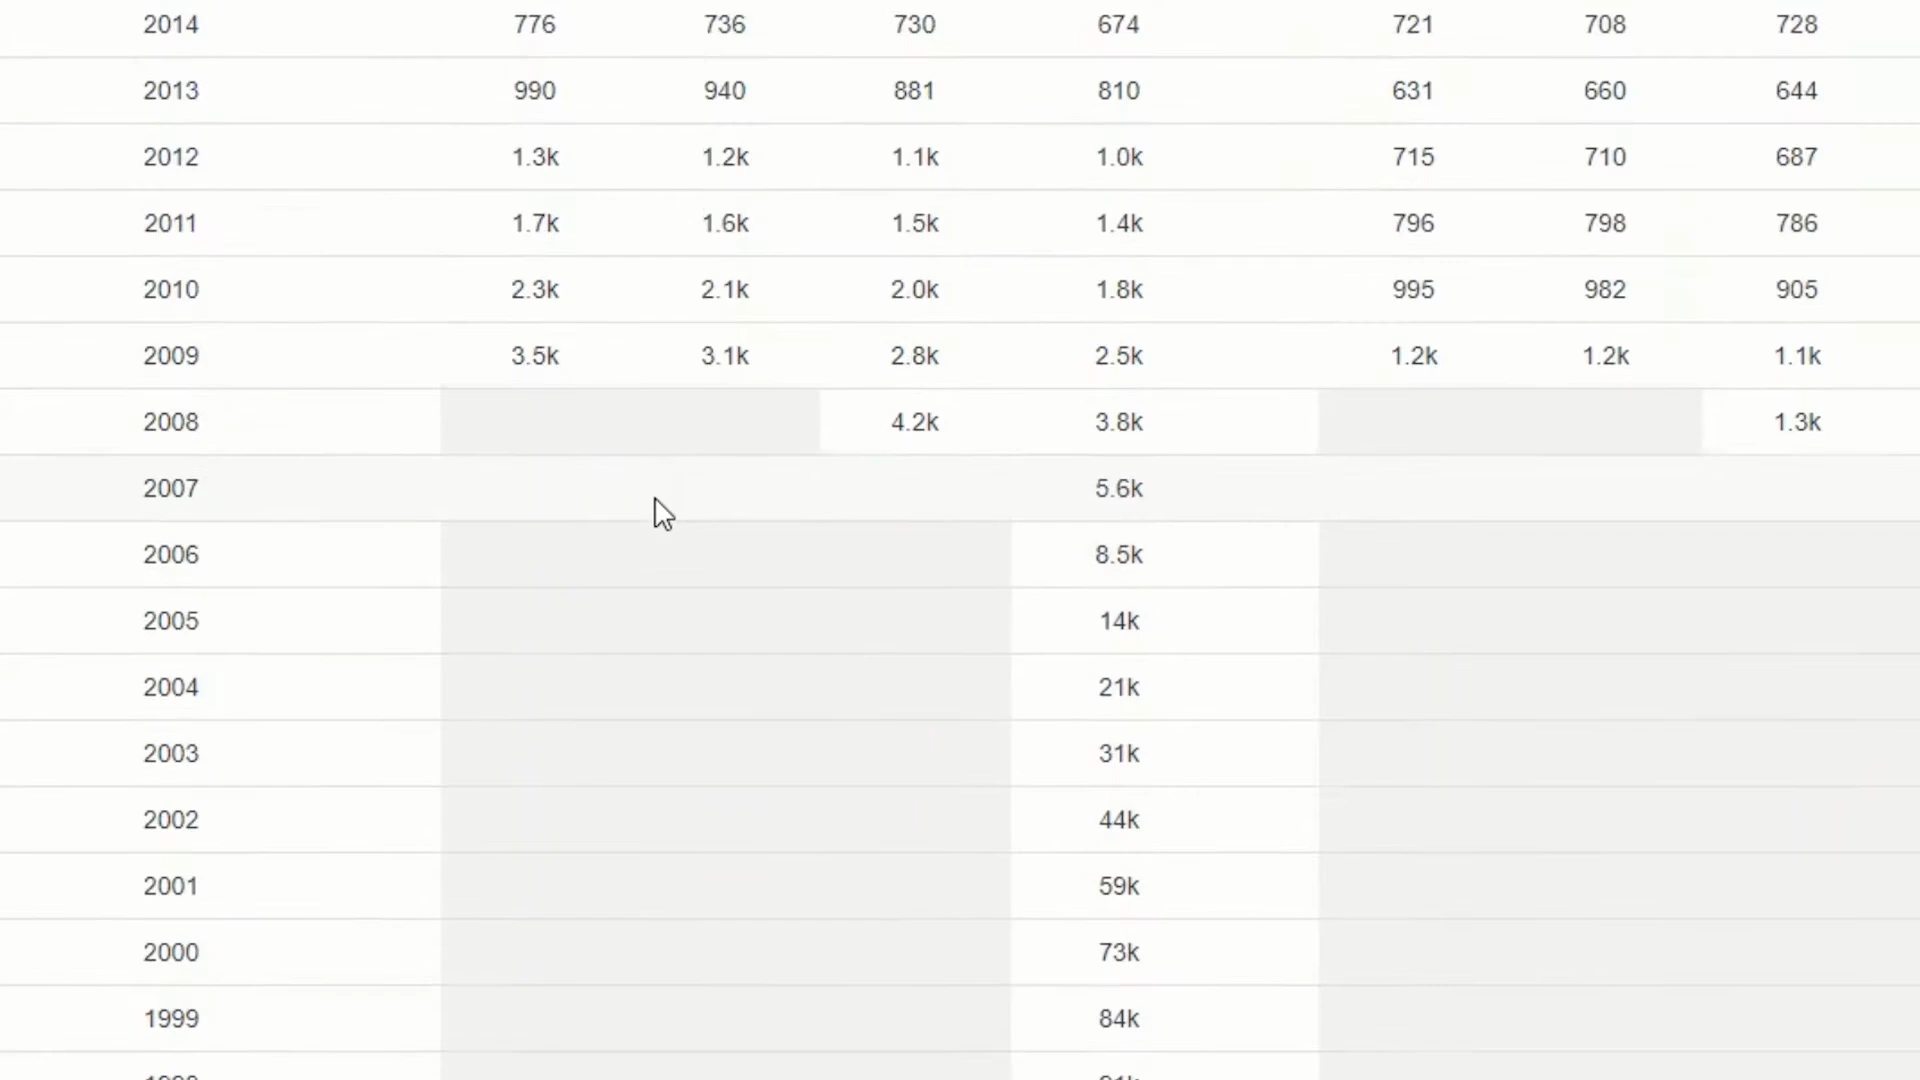 2014 776 736 730 674 721 708 728
2013 990 940 881 810 631 660 644
2012 1.3k 1.2k 1.1k 1.0k 715 710 687
2011 1.7k 1.6k 1.5k 1.4k 796 798 786
2010 2.3k 2.1k 2.0k 1.8k 995 982 905
2009 3.5k 3.1k 2.8k 2.5k 1.2k 1.2k 1.1k
2008 4.2k 3.8k 1.3k
2007 5.6k
2006 8.5k
2005 14k
2004 21k
2003 31k
2002 44k
2001 59k
2000 73k
1999 84k